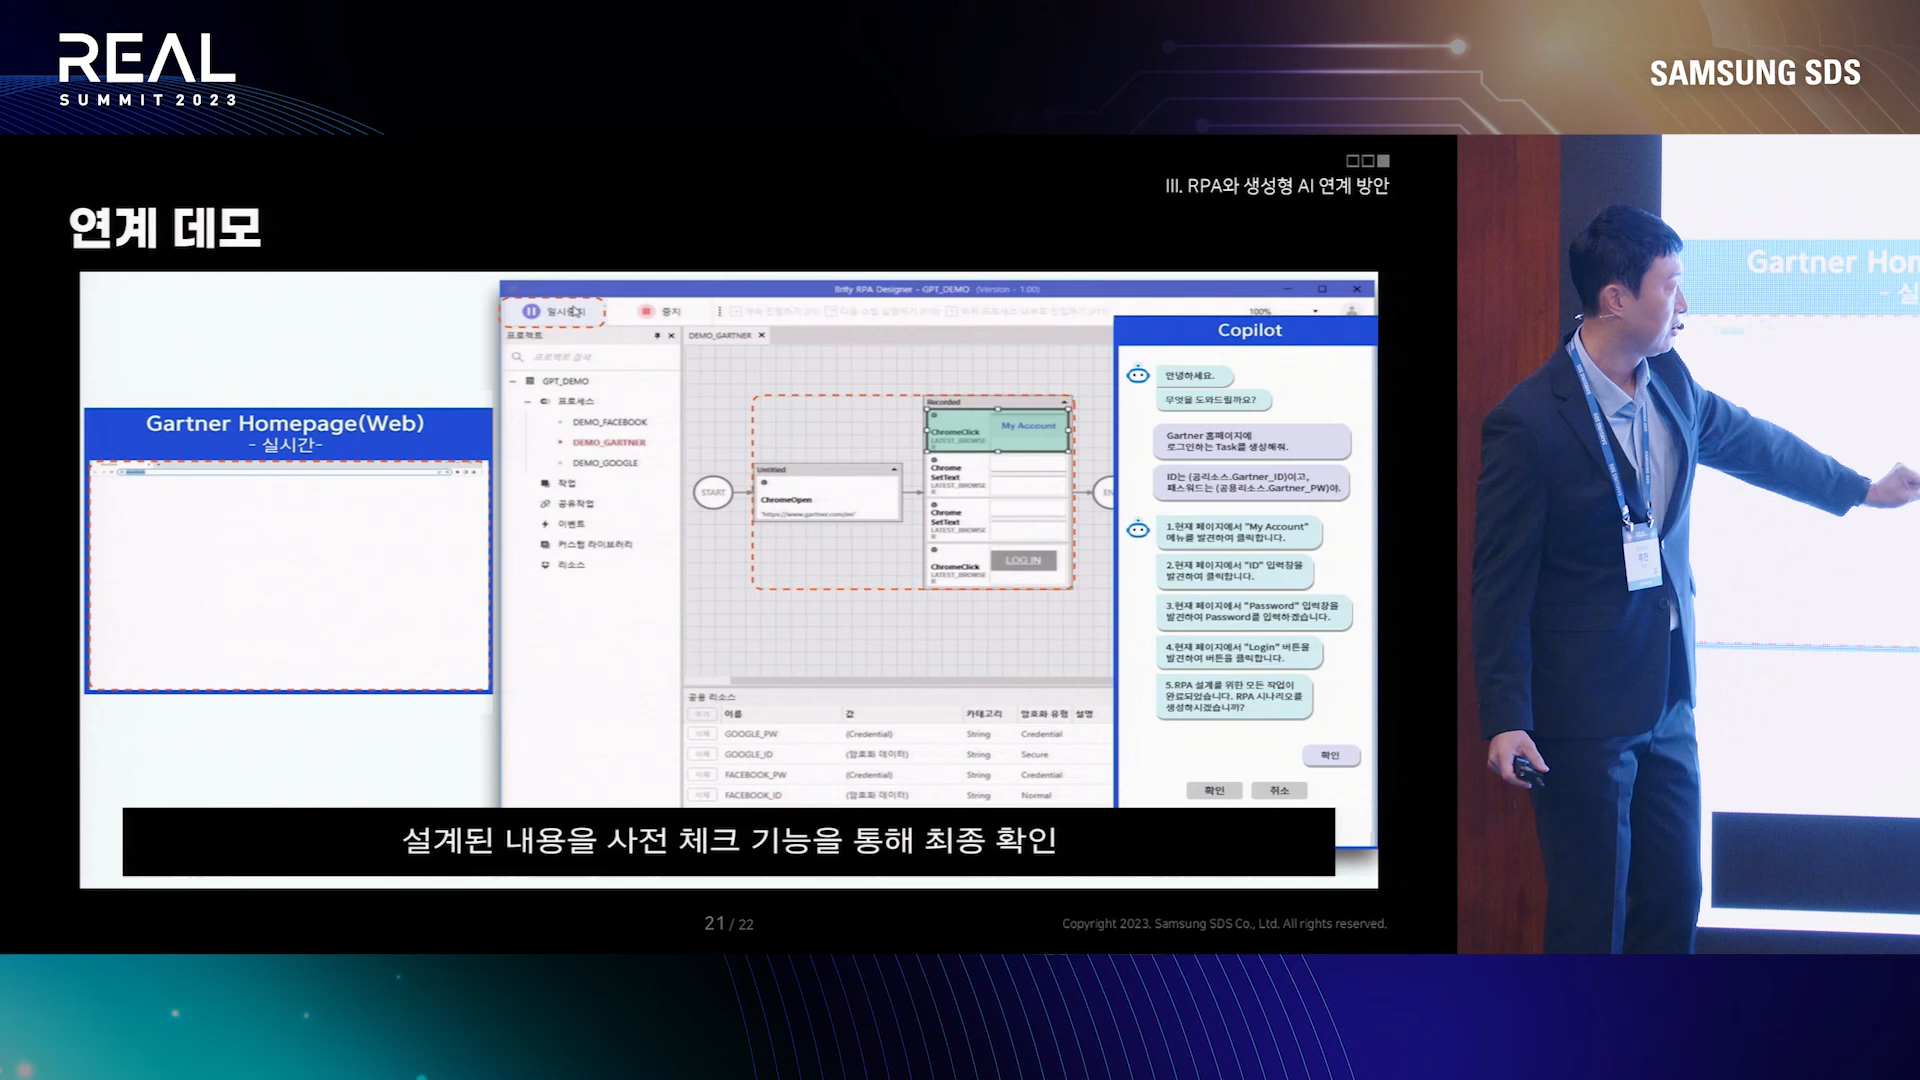 REAL
SUMMIT 2023
SAMSUNG SDS
III. RPA와 생성형 AI 연계 방안
연계 데모
Gartner Homepage(Web)
- 실시간-
Brity RPA Designer - GPT_DEMO (Version - 1.00)
중지
100%
프로젝트
프로젝트 검색
GPT_DEMO
프로세스
DEMO_FACEBOOK
DEMO_GARTNER
DEMO_GOOGLE
작업
공유작업
이벤트
커스텀 라이브러리
리소스
DEMO_GARTNER
START
Untitled
ChromeOpen
"https://www.gartner.com/en"
Recorded
ChromeClick
LATEST_BROWSE
R
My Account
Chrome
SetText
LATEST_BROWSE
R
Chrome
SetText
LATEST_BROWSE
R
ChromeClick
LATEST_BROWSE
R
LOG IN
공용 리소스
이름 값 카테고리 암호화 유형 설명
삭제 GOOGLE_PW (Credential) String Credential
삭제 GOOGLE_ID (암호화 데이터) String Secure
삭제 FACEBOOK_PW (Credential) String Credential
삭제 FACEBOOK_ID (암호화 데이터) String Normal
Copilot
안녕하세요.
무엇을 도와드릴까요?
Gartner 홈페이지에
로그인하는 Task를 생성해줘.
ID는 (공리소스.Gartner_ID)이고,
패스워드는 (공용리소스.Gartner_PW)야.
1.현재 페이지에서 "My Account"
메뉴를 발견하여 클릭합니다.
2.현재 페이지에서 "ID" 입력창을
발견하여 클릭합니다.
3.현재 페이지에서 "Password" 입력창을
발견하여 Password를 입력하겠습니다.
4.현재 페이지에서 "Login" 버튼을
발견하여 버튼을 클릭합니다.
5.RPA 설계를 위한 모든 작업이
완료되었습니다. RPA 시나리오를
생성하시겠습니까?
확인
확인 취소
설계된 내용을 사전 체크 기능을 통해 최종 확인
21 / 22
Copyright 2023. Samsung SDS Co., Ltd. All rights reserved.
Gartner Hom
- 실